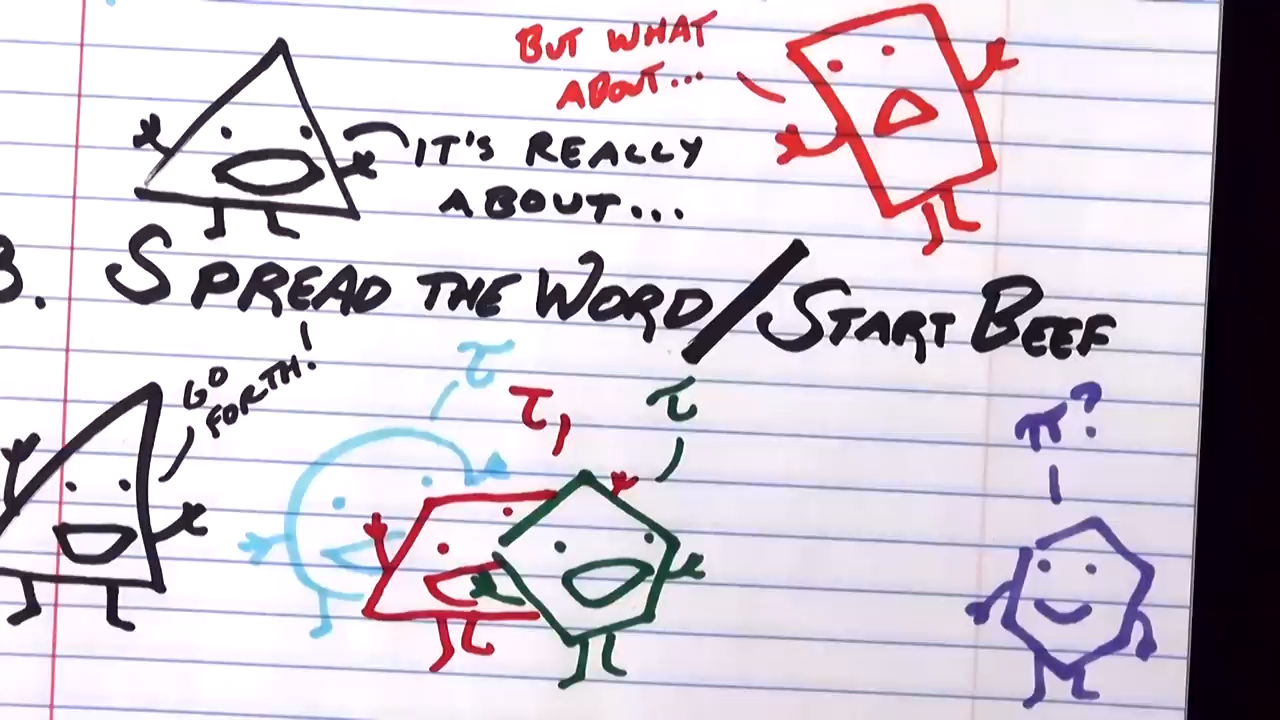 BUT WHAT
ABOUT...
IT'S REALLY
ABOUT...
3. SPREAD THE WORD/START BEEF
GO
FORTH!
τ
τ,
τ
π?